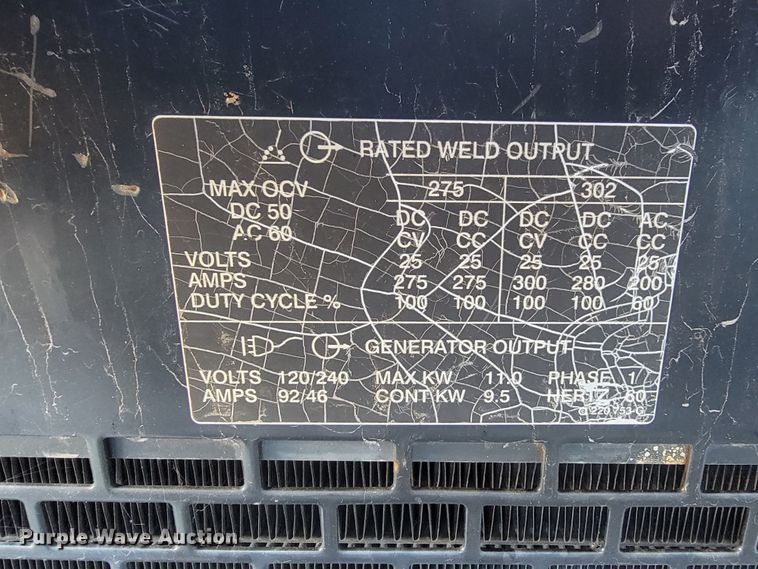 RATED WELD OUTPUT
MAX OCV 275 302
DC 50 DC DC DC DC AC
AC 60 CV CC CV CC CC
VOLTS 25 25 25 25 25
AMPS 275 275 300 280 200
DUTY CYCLE % 100 100 100 100 60
GENERATOR OUTPUT
VOLTS 120/240 MAX KW 11.0 PHASE 1
AMPS 92/46 CONT KW 9.5 HERTZ 60
220 753
Purple Wave Auction